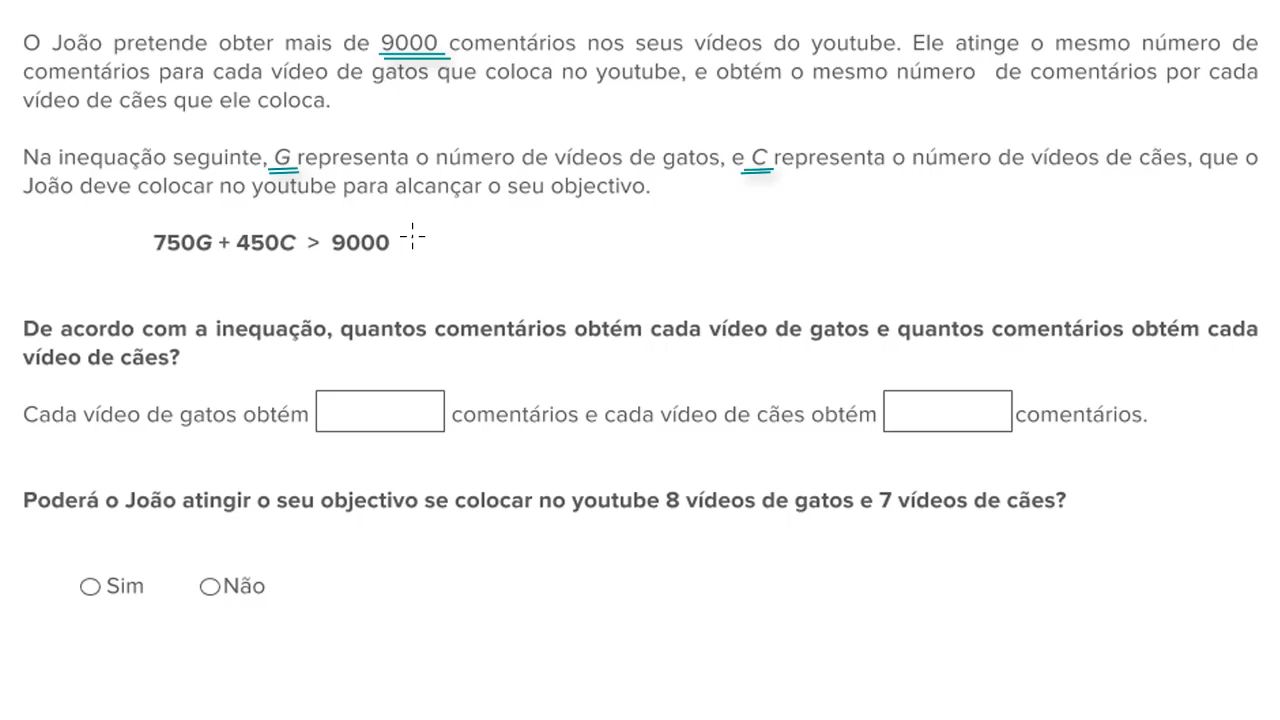 O João pretende obter mais de 9000 comentários nos seus vídeos do youtube. Ele atinge o mesmo número de
comentários para cada vídeo de gatos que coloca no youtube, e obtém o mesmo número de comentários por cada
vídeo de cães que ele coloca.
Na inequação seguinte, G representa o número de vídeos de gatos, e C representa o número de vídeos de cães, que o
João deve colocar no youtube para alcançar o seu objectivo.
750G + 450C > 9000
De acordo com a inequação, quantos comentários obtém cada vídeo de gatos e quantos comentários obtém cada
vídeo de cães?
Cada vídeo de gatos obtém comentários e cada vídeo de cães obtém comentários.
Poderá o João atingir o seu objectivo se colocar no youtube 8 vídeos de gatos e 7 vídeos de cães?
Sim Não